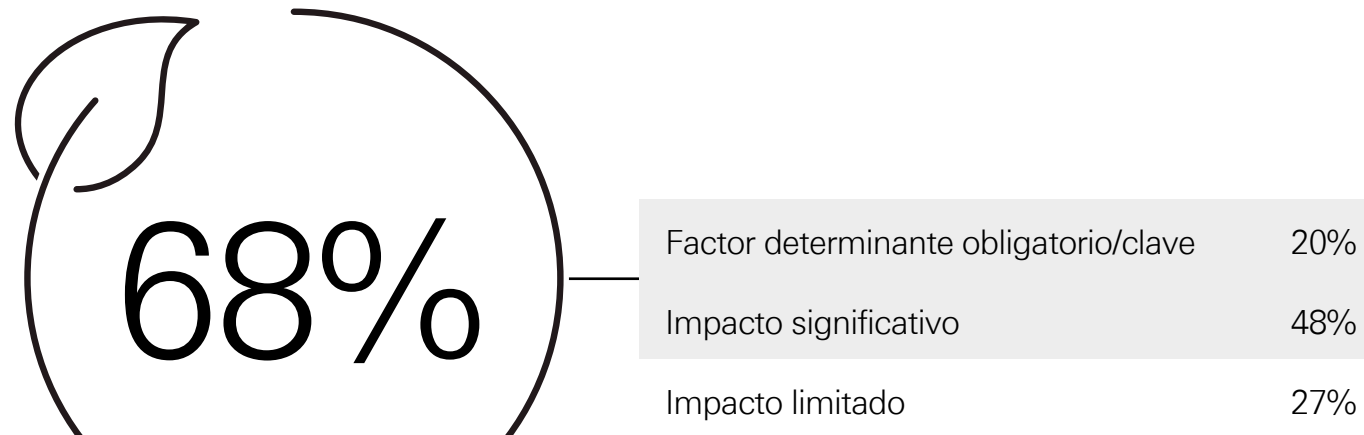 68%
Factor determinante obligatorio/clave 20%
Impacto significativo 48%
Impacto limitado 27%